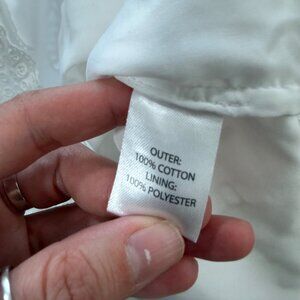 OUTER:
100% COTTON
LINING:
100% POLYESTER